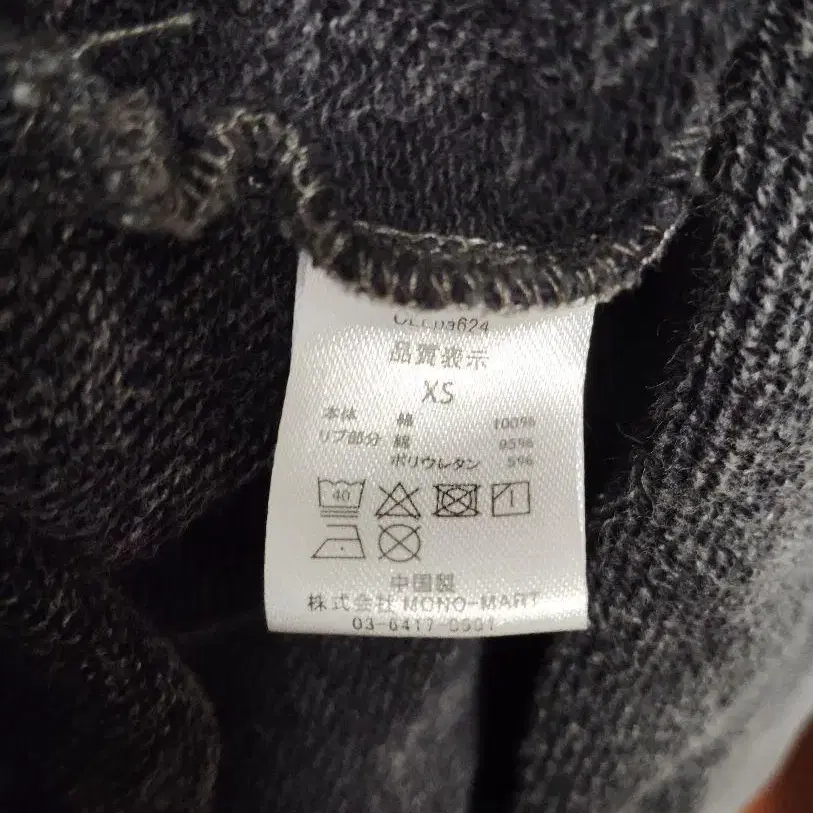 品質表示
XS
本体 綿 100%
リブ部分 綿 95%
ポリウレタン 5%
40
中国製
株式会社 MONO-MART